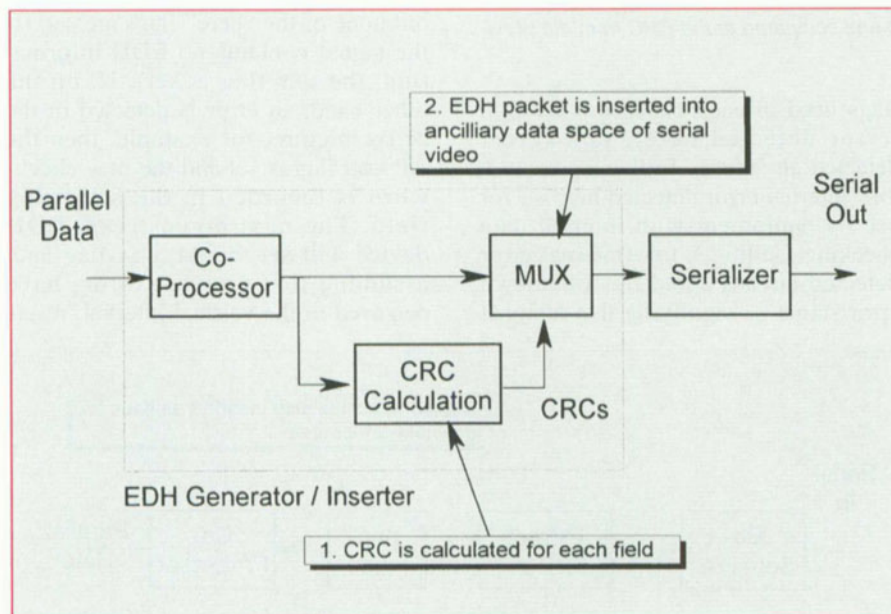 2. EDH packet is inserted into
ancilliary data space of serial
video
Parallel
Data
Serial
Out
Co-
Processor
MUX
Serializer
CRC
Calculation
CRCs
EDH Generator / Inserter
1. CRC is calculated for each field